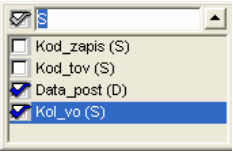 S
Kod_zapis (S)
Kod_tov (S)
Data_post (D)
Kol_vo (S)